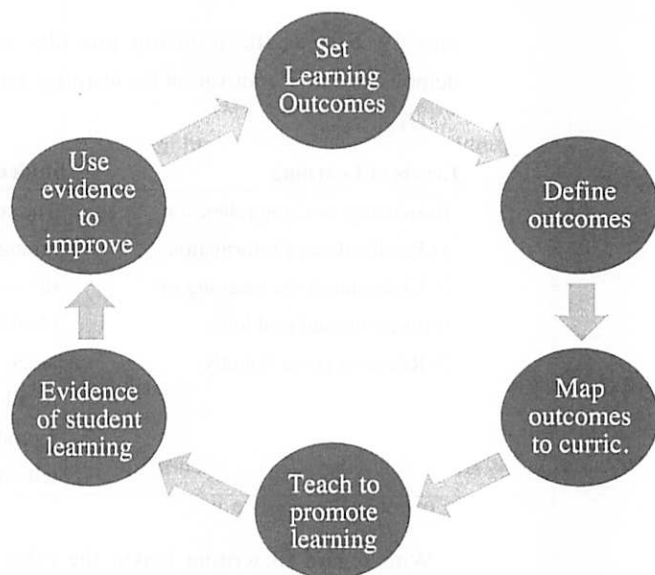 Set
Learning
Outcomes
Define
outcomes
Map
outcomes
to curric.
Teach to
promote
learning
Evidence
of student
learning
Use
evidence
to
improve